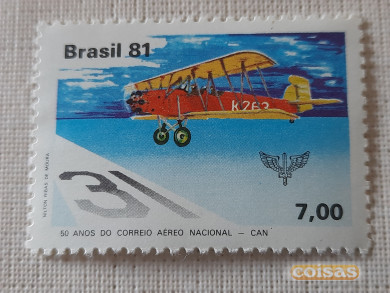 Brasil 81
K263
31
7,00
50 ANOS DO CORREIO AÉREO NACIONAL – CAN
coisas